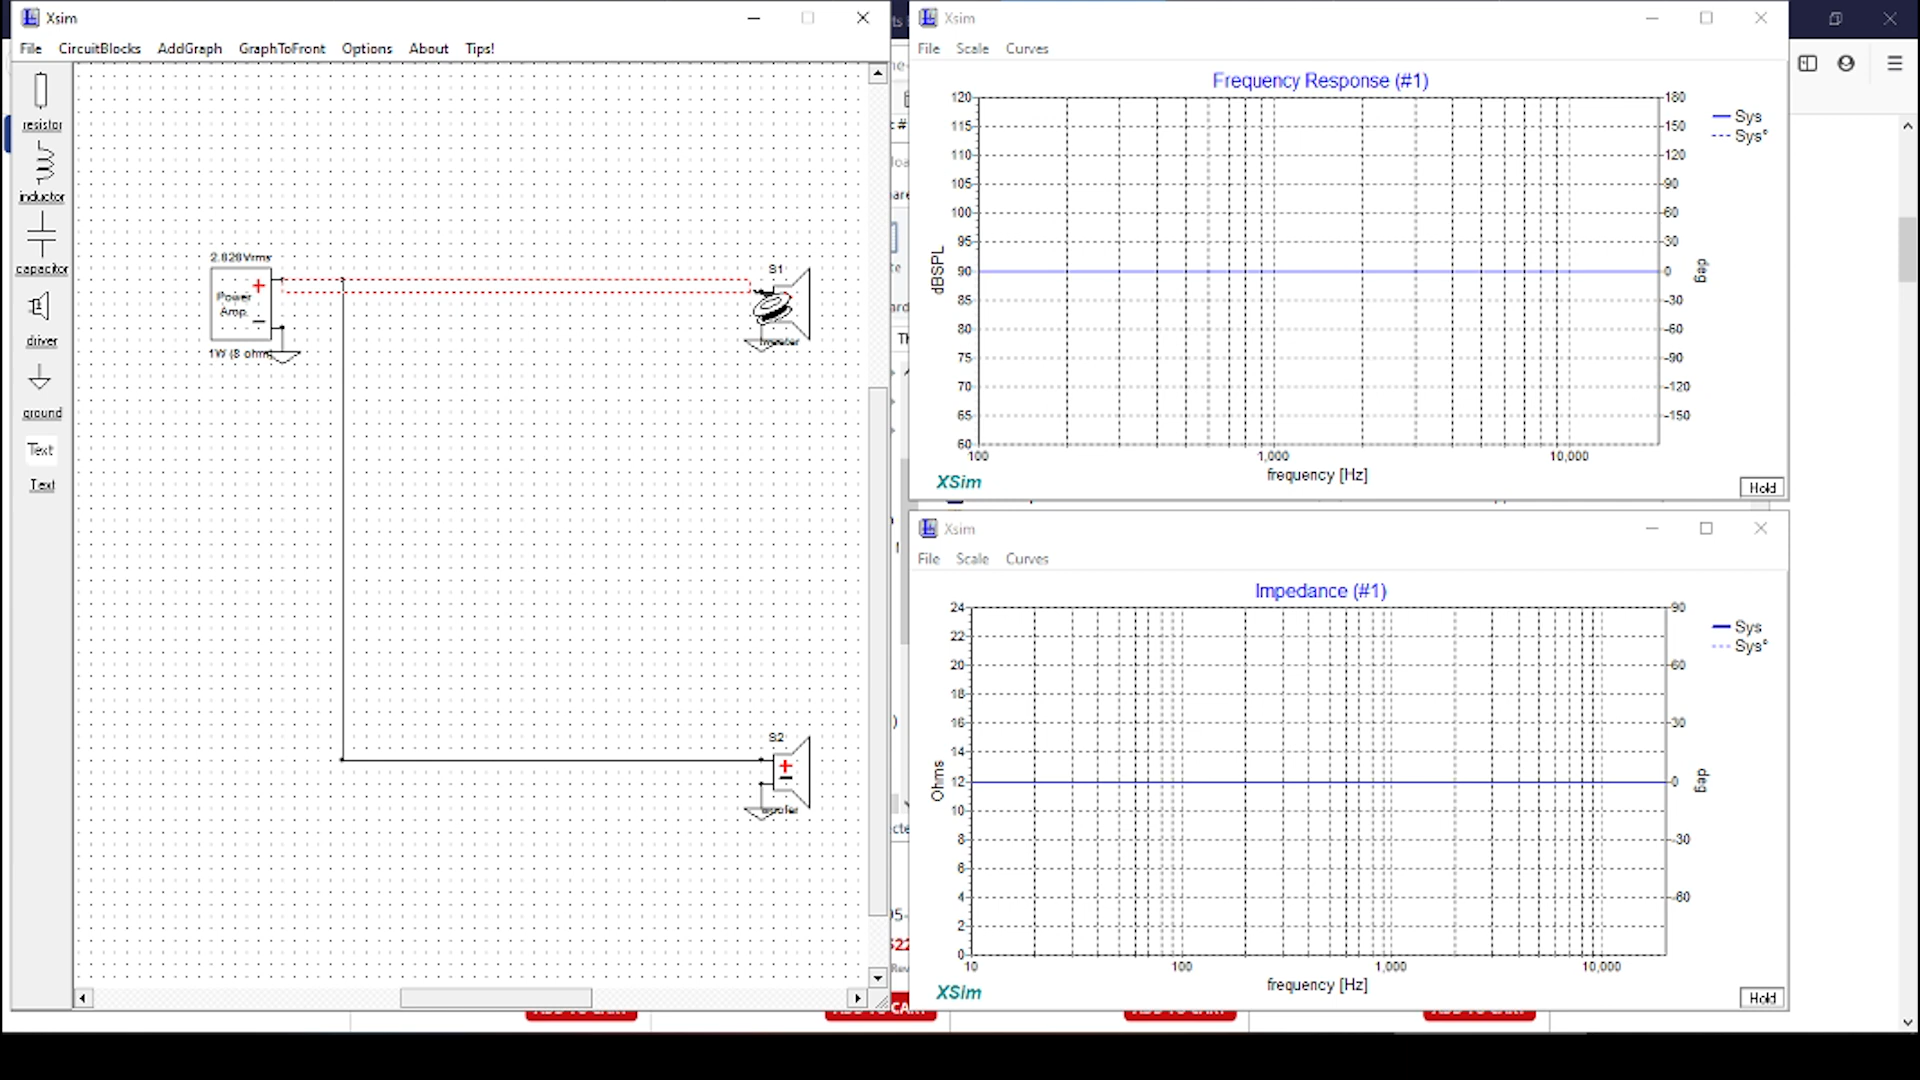 Xsim
File CircuitBlocks AddGraph GraphToFront Options About Tips!
resistor
inductor
capacitor
driver
ground
Text
Text
2.828Vrms
+
Power
Amp.
1W (8 ohm
S1
S2
+
Xsim
File Scale Curves
Frequency Response (#1)
Sys
Sys°
dBSPL
120
115
110
105
100
95
90
85
80
75
70
65
60
180
150
120
90
60
30
0
-30
-60
-90
-120
-150
deg
100 1,000 10,000
frequency [Hz]
XSim
Hold
Xsim
File Scale Curves
Impedance (#1)
Sys
Sys°
Ohms
24
22
20
18
16
14
12
10
8
6
4
2
0
90
60
30
0
-30
-60
deg
10 100 1,000 10,000
frequency [Hz]
XSim
Hold